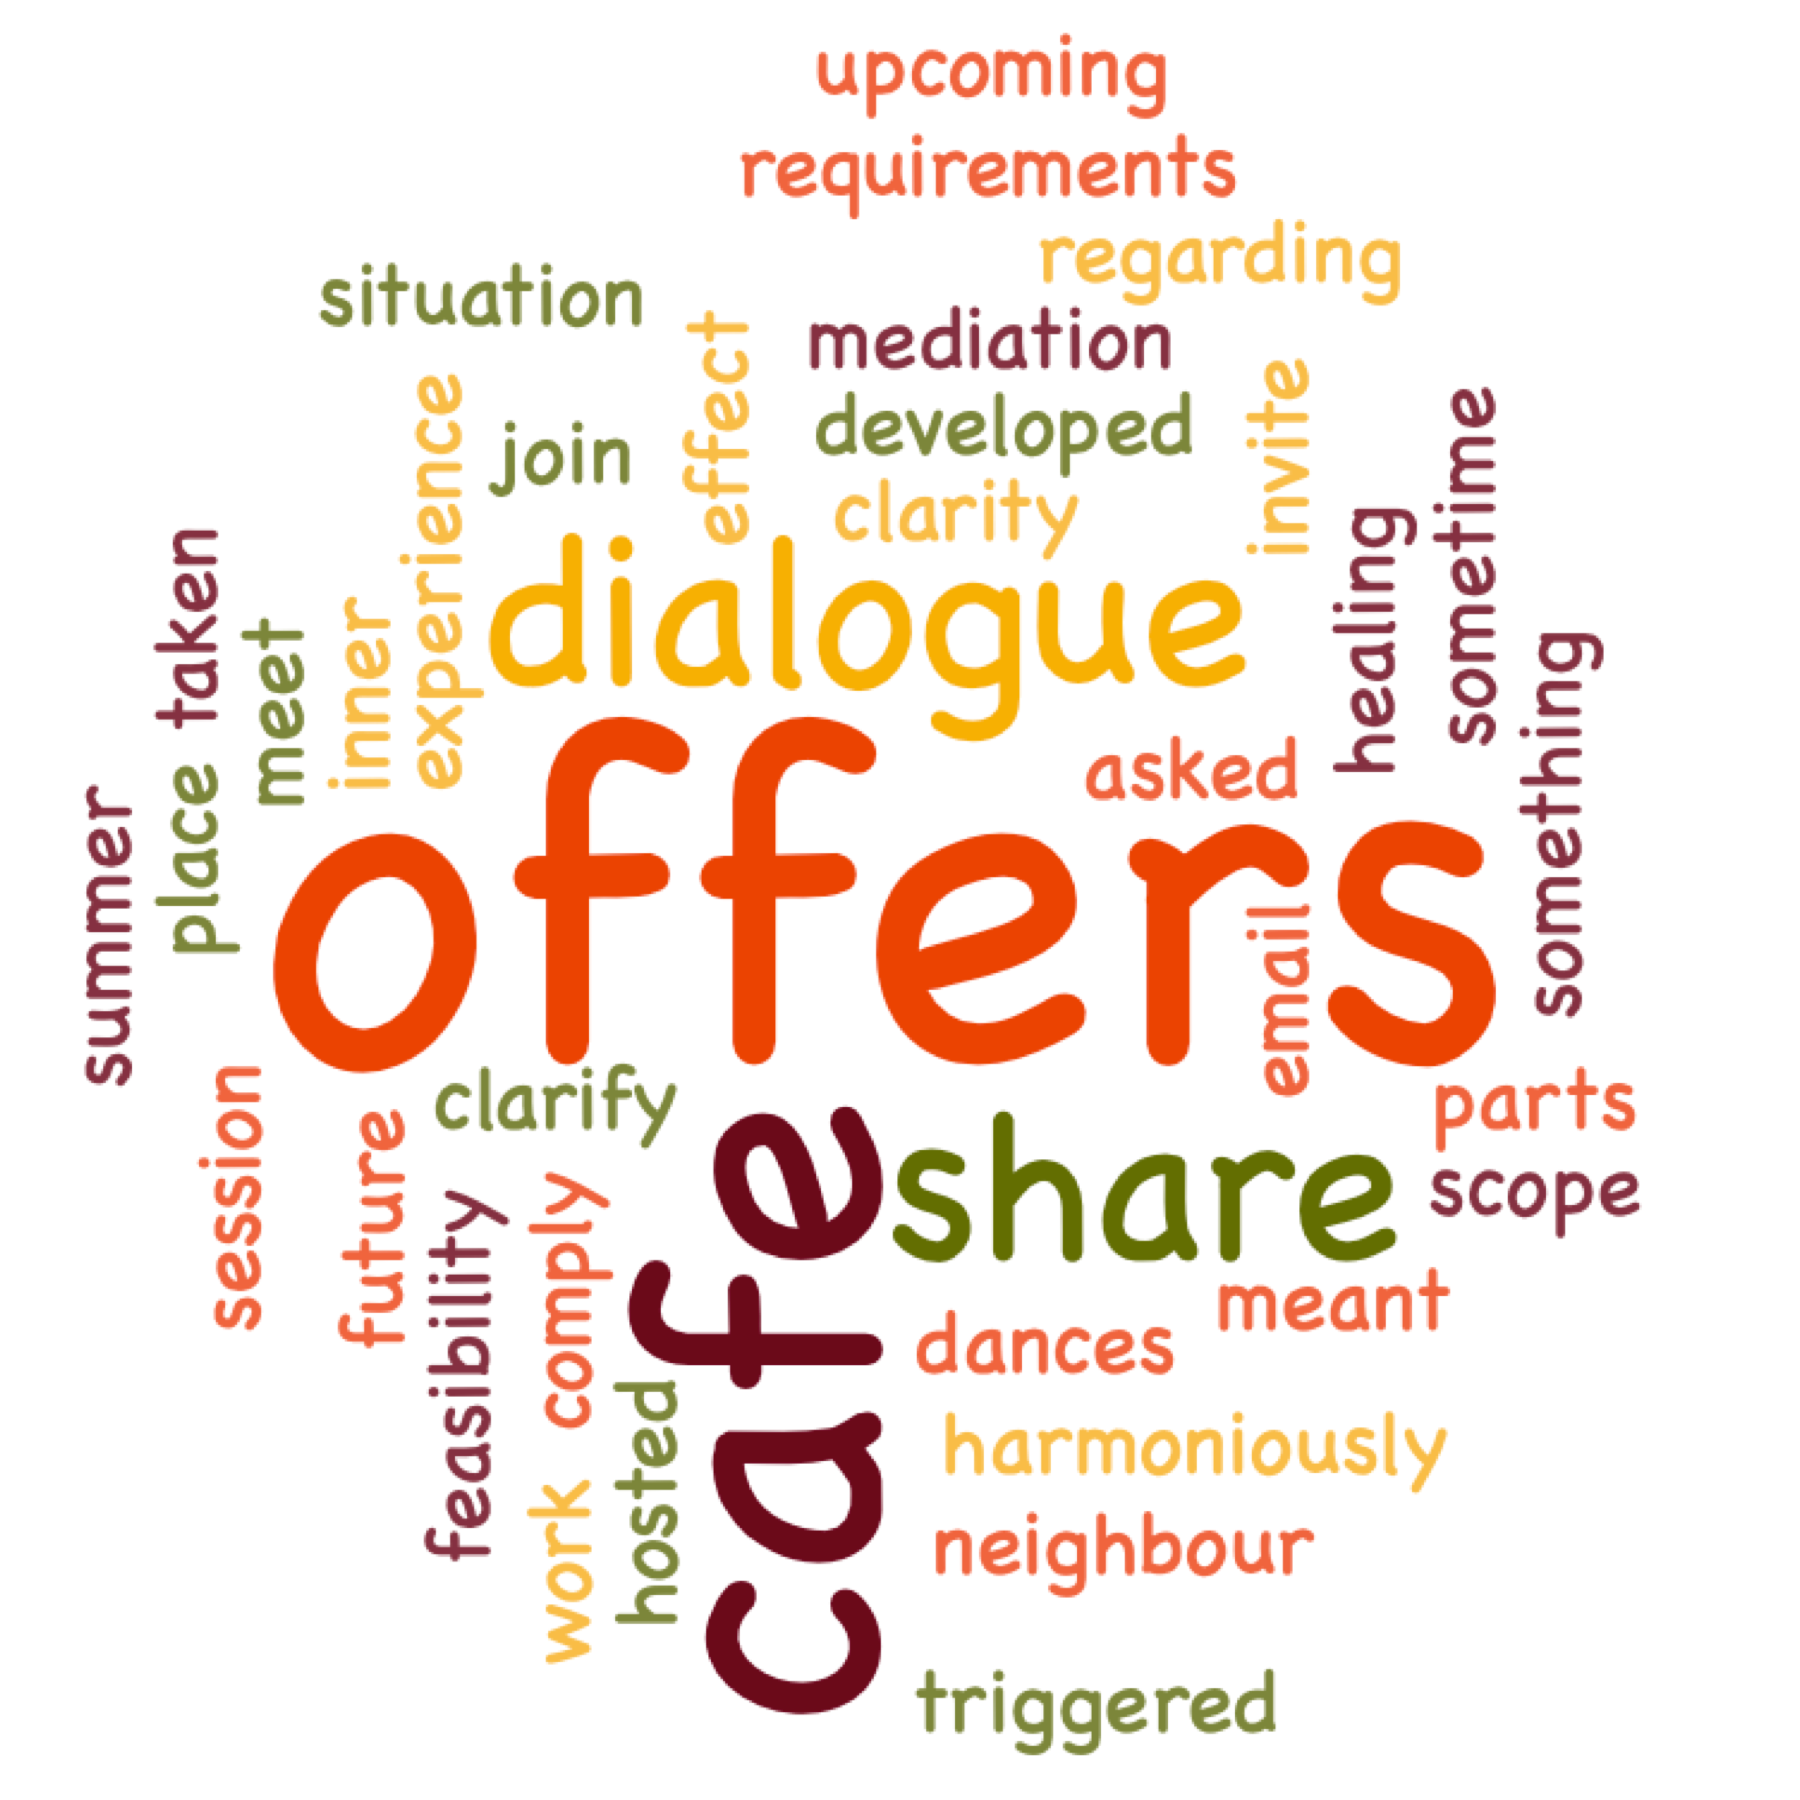 upcoming
requirements
regarding
situation
mediation
effect
invite
experience
join
developed
sometime
clarity
healing
taken
dialogue
inner
meet
something
asked
place
summer
offers
email
session
clarify
parts
future
share
scope
feasibility
comply
cafe
meant
dances
hosted
harmoniously
work
neighbour
triggered